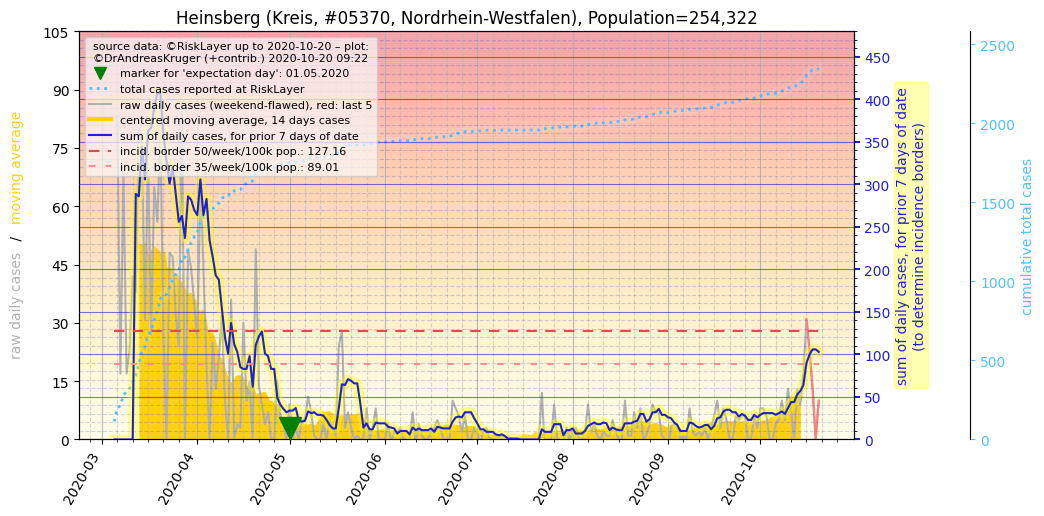 Heinsberg (Kreis, #05370, Nordrhein-Westfalen), Population=254,322
source data: ©RiskLayer up to 2020-10-20 – plot:
©DrAndreasKruger (+contrib.) 2020-10-20 09:22
marker for 'expectation day': 01.05.2020
total cases reported at RiskLayer
raw daily cases (weekend-flawed), red: last 5
centered moving average, 14 days cases
sum of daily cases, for prior 7 days of date
incid. border 50/week/100k pop.: 127.16
incid. border 35/week/100k pop.: 89.01
raw daily cases / moving average
105
90
75
60
45
30
15
0
2020-03
2020-04
2020-05
2020-06
2020-07
2020-08
2020-09
2020-10
450
400
350
300
250
200
150
100
50
0
sum of daily cases, for prior 7 days of date
(to determine incidence borders)
2500
2000
1500
1000
500
0
cumulative total cases